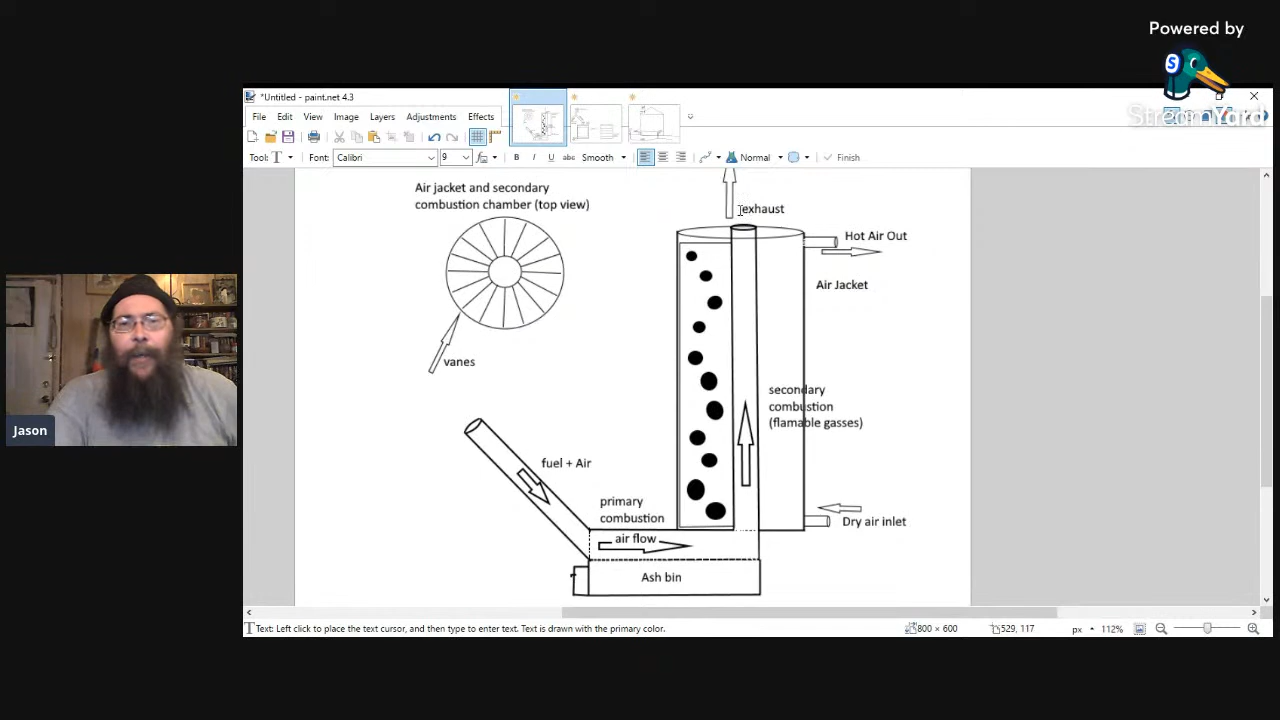 Powered by
S
StreamYard
*Untitled - paint.net 4.3
File Edit View Image Layers Adjustments Effects
Tool: T Font: Calibri 9 B I U abc Smooth Normal Finish
Air jacket and secondary
combustion chamber (top view)
exhaust
Hot Air Out
Air Jacket
vanes
secondary
combustion
(flamable gasses)
fuel + Air
primary
combustion
air flow
Dry air inlet
Ash bin
Jason
Text: Left click to place the text cursor, and then type to enter text. Text is drawn with the primary color. 800 × 600 529, 117 px 112%